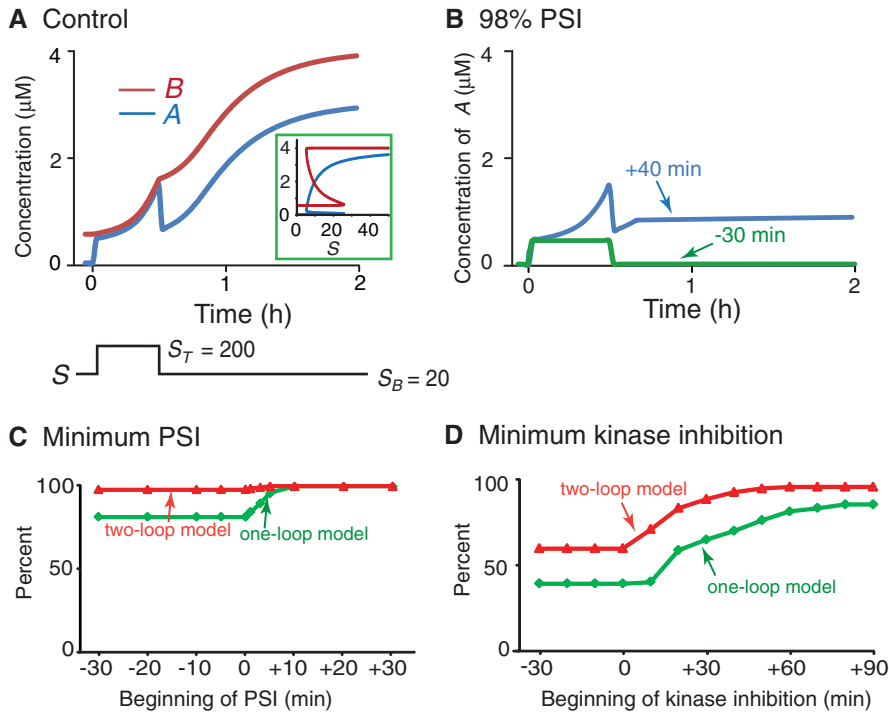 A Control
4
2
0
Concentration (µM)
B
A
4
2
0
0 20 40
S
0 1 2
Time (h)
S
S_T = 200
S_B = 20
B 98% PSI
4
2
0
Concentration of A (µM)
+40 min
-30 min
0 1 2
Time (h)
C Minimum PSI
100
50
0
Percent
two-loop model
one-loop model
-30 -20 -10 0 +10 +20 +30
Beginning of PSI (min)
D Minimum kinase inhibition
100
50
0
Percent
two-loop model
one-loop model
-30 0 +30 +60 +90
Beginning of kinase inhibition (min)